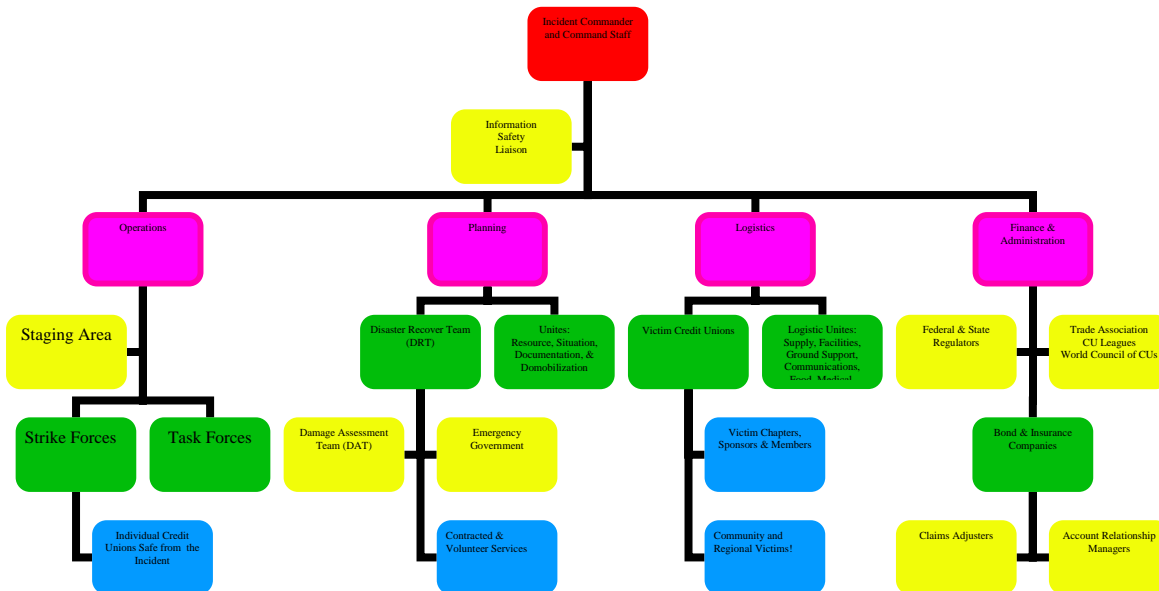 Incident Commander
and Command Staff
Information
Safety
Liaison
Operations
Planning
Logistics
Finance &
Administration
Staging Area
Disaster Recover Team
(DRT)
Unites:
Resource, Situation,
Documentation, &
Domobilization
Victim Credit Unions
Logistic Unites:
Supply, Facilities,
Ground Support,
Communications,
Food, Medical
Federal & State
Regulators
Trade Association
CU Leagues
World Council of CUs
Strike Forces
Task Forces
Damage Assessment
Team (DAT)
Emergency
Government
Victim Chapters,
Sponsors & Members
Bond & Insurance
Companies
Individual Credit
Unions Safe from the
Incident
Contracted &
Volunteer Services
Community and
Regional Victims!
Claims Adjusters
Account Relationship
Managers